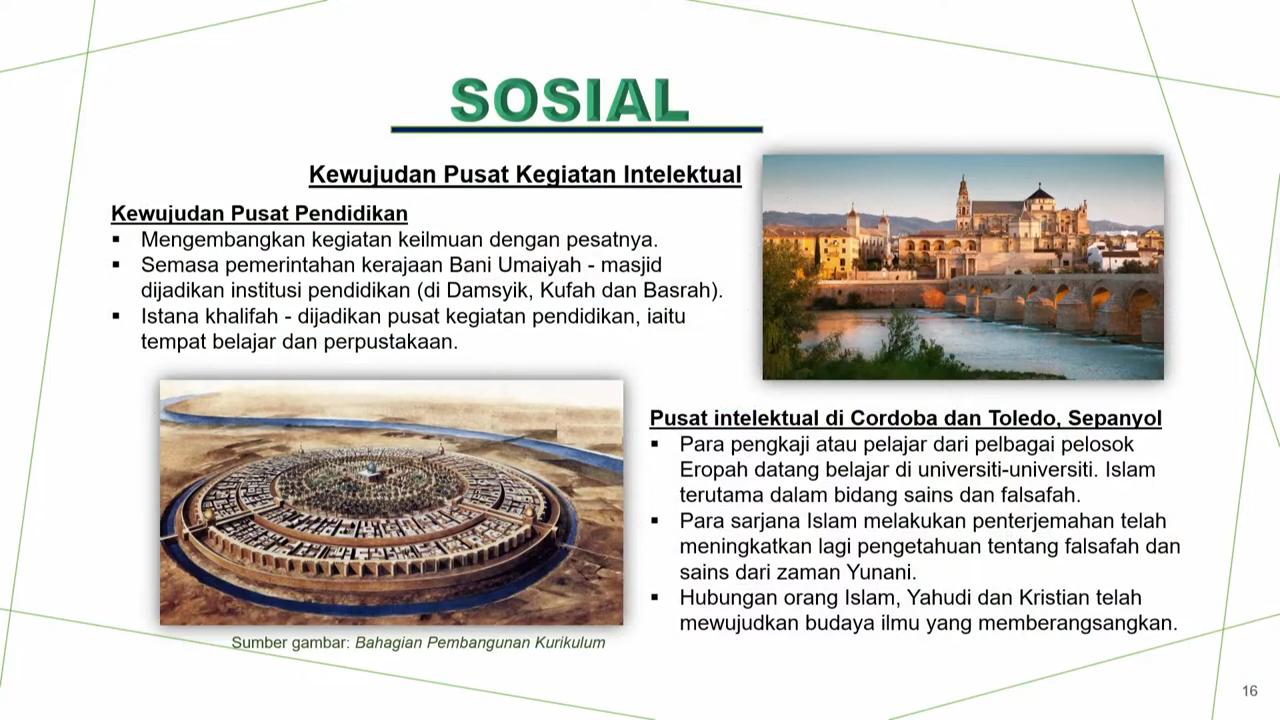 SOSIAL
Kewujudan Pusat Kegiatan Intelektual
Kewujudan Pusat Pendidikan
▪ Mengembangkan kegiatan keilmuan dengan pesatnya.
▪ Semasa pemerintahan kerajaan Bani Umaiyah - masjid
dijadikan institusi pendidikan (di Damsyik, Kufah dan Basrah).
▪ Istana khalifah - dijadikan pusat kegiatan pendidikan, iaitu
tempat belajar dan perpustakaan.
Sumber gambar: Bahagian Pembangunan Kurikulum
Pusat intelektual di Cordoba dan Toledo, Sepanyol
▪ Para pengkaji atau pelajar dari pelbagai pelosok
Eropah datang belajar di universiti-universiti. Islam
terutama dalam bidang sains dan falsafah.
▪ Para sarjana Islam melakukan penterjemahan telah
meningkatkan lagi pengetahuan tentang falsafah dan
sains dari zaman Yunani.
▪ Hubungan orang Islam, Yahudi dan Kristian telah
mewujudkan budaya ilmu yang memberangsangkan.
16